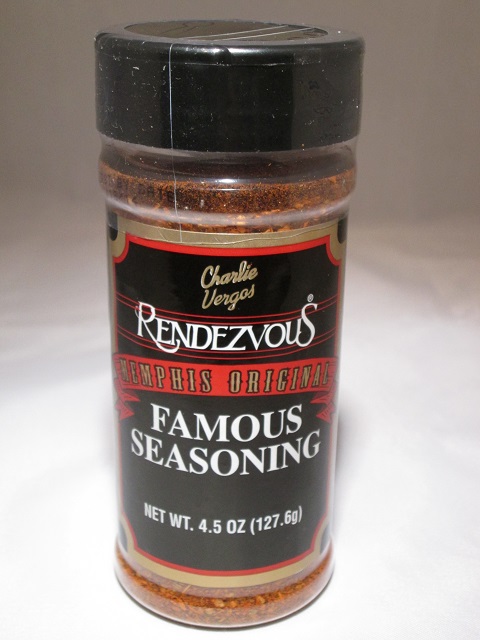 Charlie
Vergos
RENDEZVOUS®
MEMPHIS ORIGINAL
FAMOUS
SEASONING
NET WT. 4.5 OZ (127.6g)